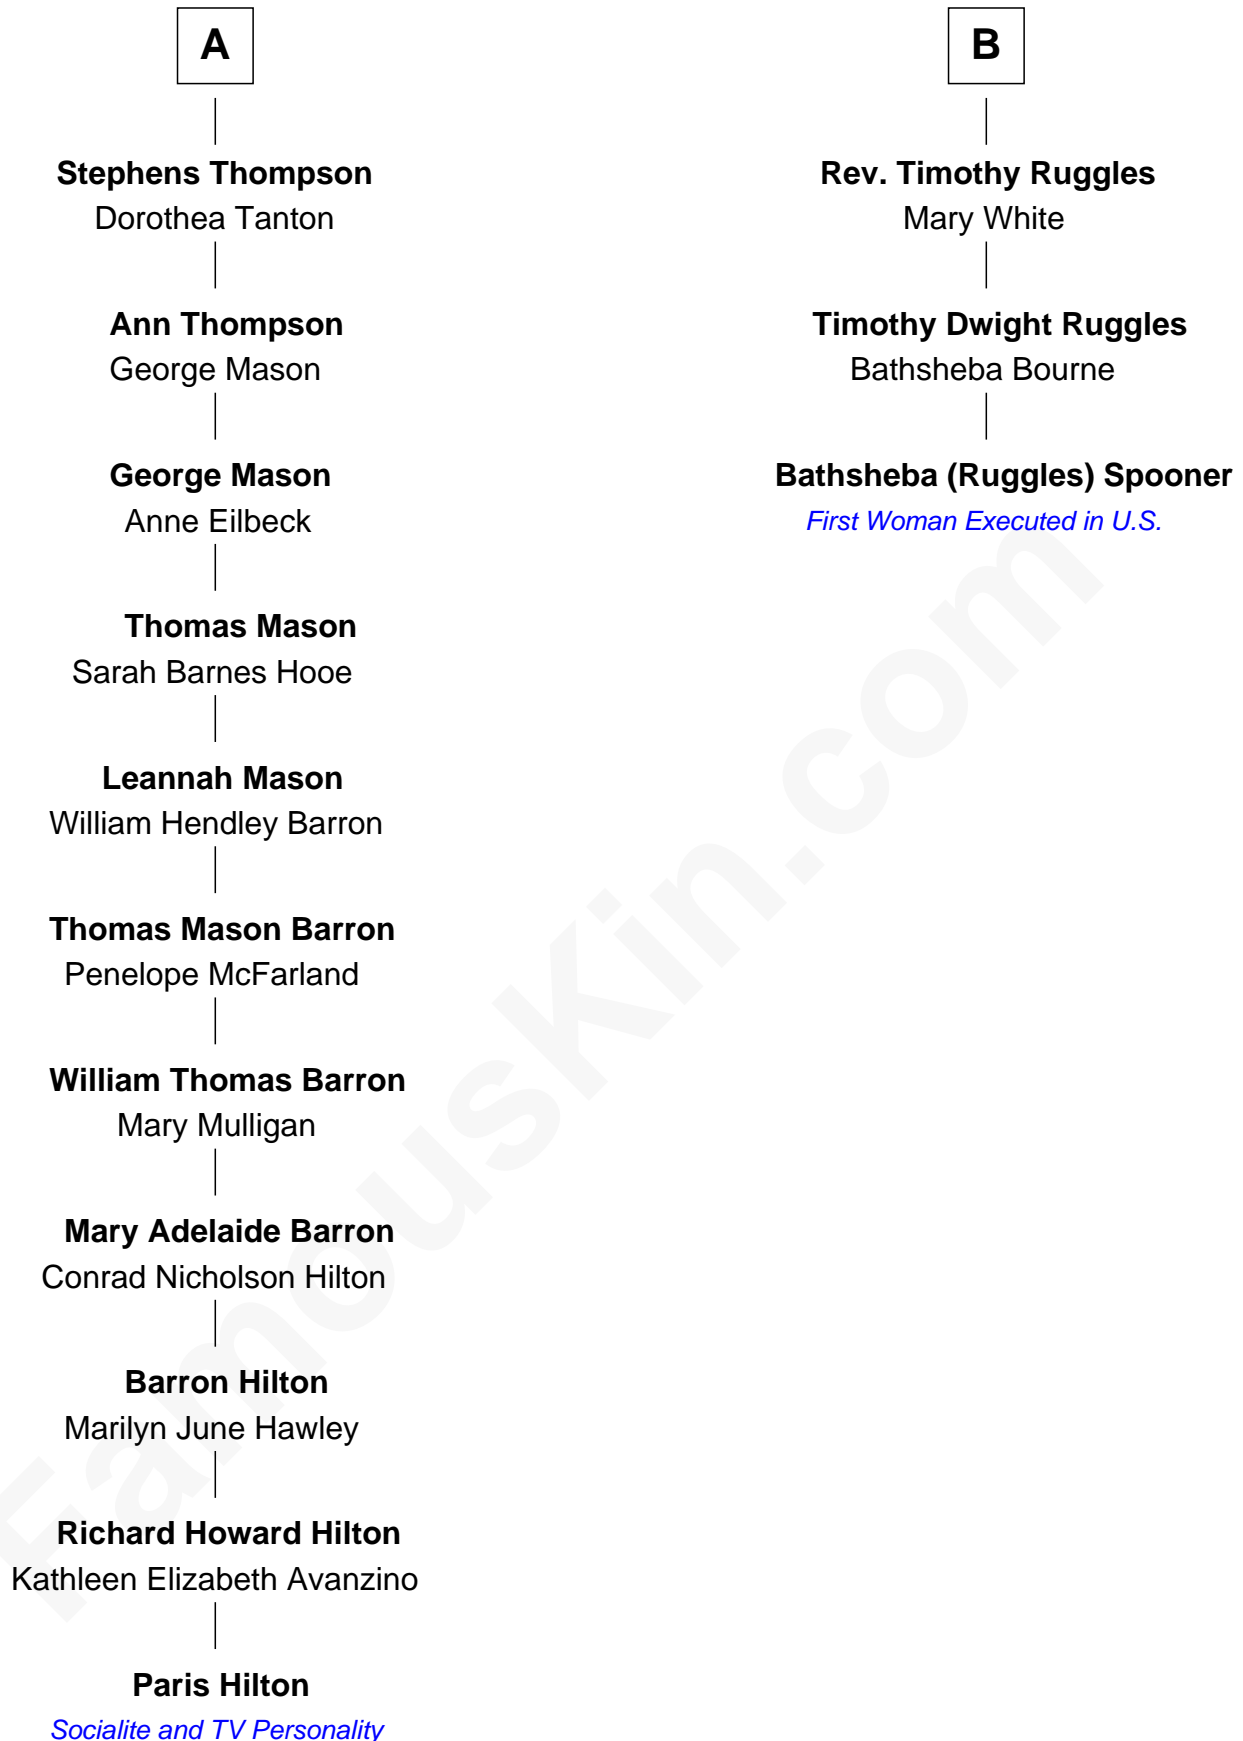 A
Stephens Thompson
Dorothea Tanton
Ann Thompson
George Mason
George Mason
Anne Eilbeck
Thomas Mason
Sarah Barnes Hooe
Leannah Mason
William Hendley Barron
Thomas Mason Barron
Penelope McFarland
William Thomas Barron
Mary Mulligan
Mary Adelaide Barron
Conrad Nicholson Hilton
Barron Hilton
Marilyn June Hawley
Richard Howard Hilton
Kathleen Elizabeth Avanzino
Paris Hilton
Socialite and TV Personality
B
Rev. Timothy Ruggles
Mary White
Timothy Dwight Ruggles
Bathsheba Bourne
Bathsheba (Ruggles) Spooner
First Woman Executed in U.S.
FamousKin.com